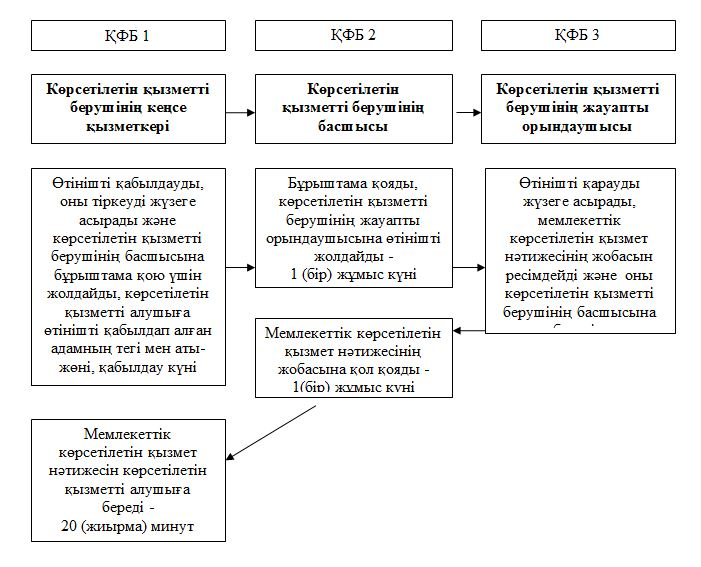 ҚФБ 1
ҚФБ 2
ҚФБ 3
Көрсетілетін қызметті
берушінің кеңсе
қызметкері
Көрсетілетін
қызметті берушінің
басшысы
Көрсетілетін қызметті
берушінің жауапты
орындаушысы
Өтінішті қабылдауды,
оны тіркеуді жүзеге
асырады және
көрсетілетін қызметті
берушінің басшысына
бұрыштама қою үшін
жолдайды, көрсетілетін
қызметті алушыға
өтінішті қабылдап алған
адамның тегі мен аты-
жөні, қабылдау күні
Бұрыштама қояды,
көрсетілетін қызметті
берушінің жауапты
орындаушысына өтінішті
жолдайды -
1 (бір) жұмыс күні
Өтінішті қарауды
жүзеге асырады,
мемлекеттік
көрсетілетін қызмет
нәтижесінің жобасын
ресімдейді және оны
көрсетілетін қызметті
берушінің басшысына
Мемлекеттік көрсетілетін
қызмет нәтижесінің
жобасына қол қояды -
1(бір) жұмыс күні
Мемлекеттік
көрсетілетін қызмет
нәтижесін көрсетілетін
қызметті алушыға
береді -
20 (жиырма) минут